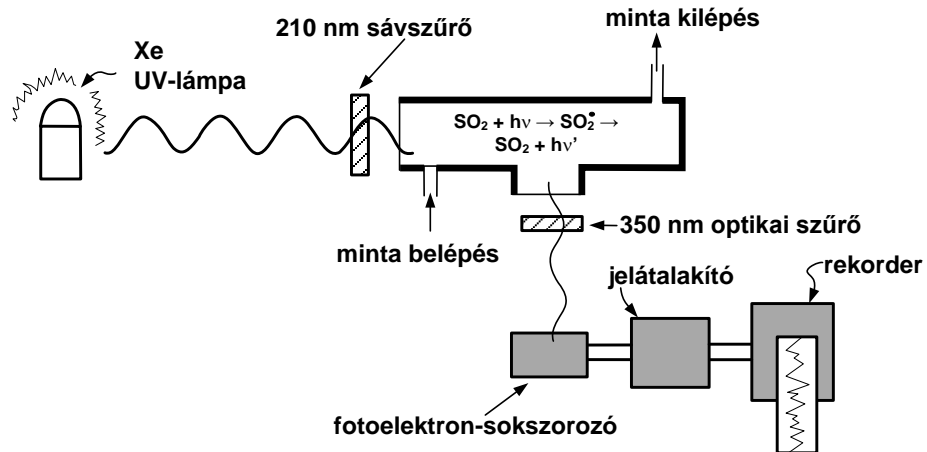 minta kilépés
210 nm sávszűrő
Xe
UV-lámpa
SO₂ + hν → SO₂• →
SO₂ + hν’
350 nm optikai szűrő
minta belépés
jelátalakító
rekorder
fotoelektron-sokszorozó